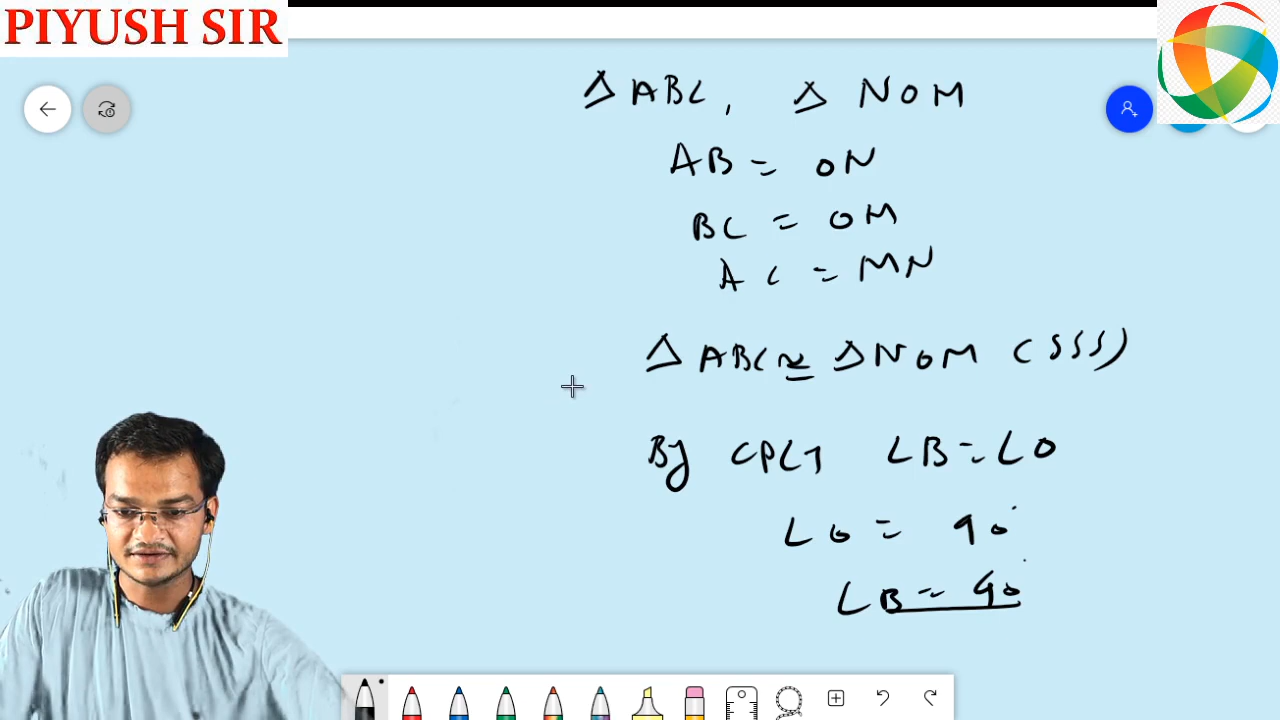 PIYUSH SIR
△ ABC, △ NOM
AB = ON
BC = OM
AC = MN
△ ABC ≅ △ NOM (SSS)
By CPCT ∠B = ∠O
∠O = 90°
∠B = 90°